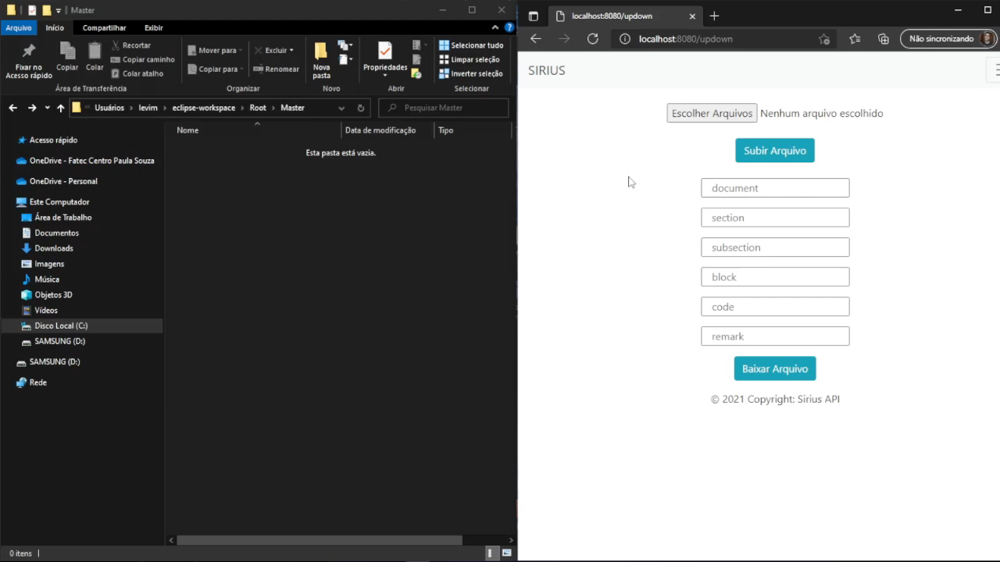 Master
Arquivo
Início
Compartilhar
Exibir
Fixar no
Acesso rápido
Copiar
Colar
Recortar
Copiar caminho
Colar atalho
Área de Transferência
Mover para
Copiar para
Excluir
Renomear
Organizar
Nova
pasta
Novo
Propriedades
Abrir
Selecionar tudo
Limpar seleção
Inverter seleção
Selecionar
Usuários > levim > eclipse-workspace > Root > Master
Pesquisar Master
Nome
Data de modificação
Tipo
Esta pasta está vazia.
Acesso rápido
OneDrive - Fatec Centro Paula Souza
OneDrive - Personal
Este Computador
Área de Trabalho
Documentos
Downloads
Imagens
Música
Objetos 3D
Vídeos
Disco Local (C:)
SAMSUNG (D:)
SAMSUNG (D:)
Rede
0 itens
localhost:8080/updown
localhost:8080/updown
Não sincronizando
SIRIUS
Escolher Arquivos Nenhum arquivo escolhido
Subir Arquivo
document
section
subsection
block
code
remark
Baixar Arquivo
© 2021 Copyright: Sirius API